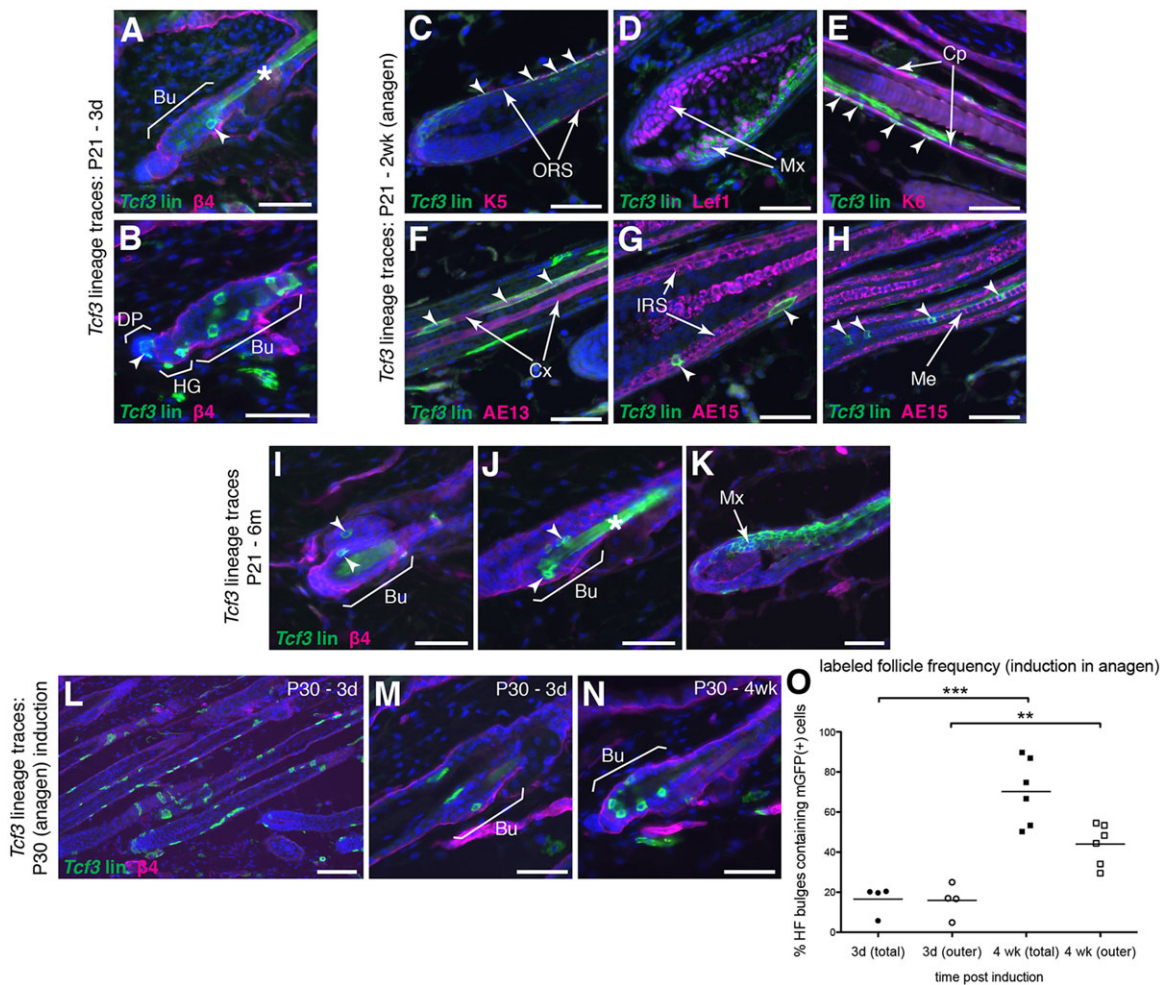 Tcf3 lineage traces: P21 - 3d
A
Bu
*
Tcf3 lin β4
B
DP
HG
Bu
Tcf3 lin β4
Tcf3 lineage traces: P21 - 2wk (anagen)
C
ORS
Tcf3 lin K5
D
Mx
Tcf3 lin Lef1
E
Cp
Tcf3 lin K6
F
Cx
Tcf3 lin AE13
G
IRS
Tcf3 lin AE15
H
Me
Tcf3 lin AE15
Tcf3 lineage traces
P21 - 6m
I
Bu
Tcf3 lin β4
J
*
Bu
K
Mx
Tcf3 lineage traces:
P30 (anagen) induction
L
P30 - 3d
Tcf3 lin β4
M
P30 - 3d
Bu
N
P30 - 4wk
Bu
O
labeled follicle frequency (induction in anagen)
***
**
% HF bulges containing mGFP(+) cells
100
80
60
40
20
0
3d (total) 3d (outer) 4 wk (total) 4 wk (outer)
time post induction